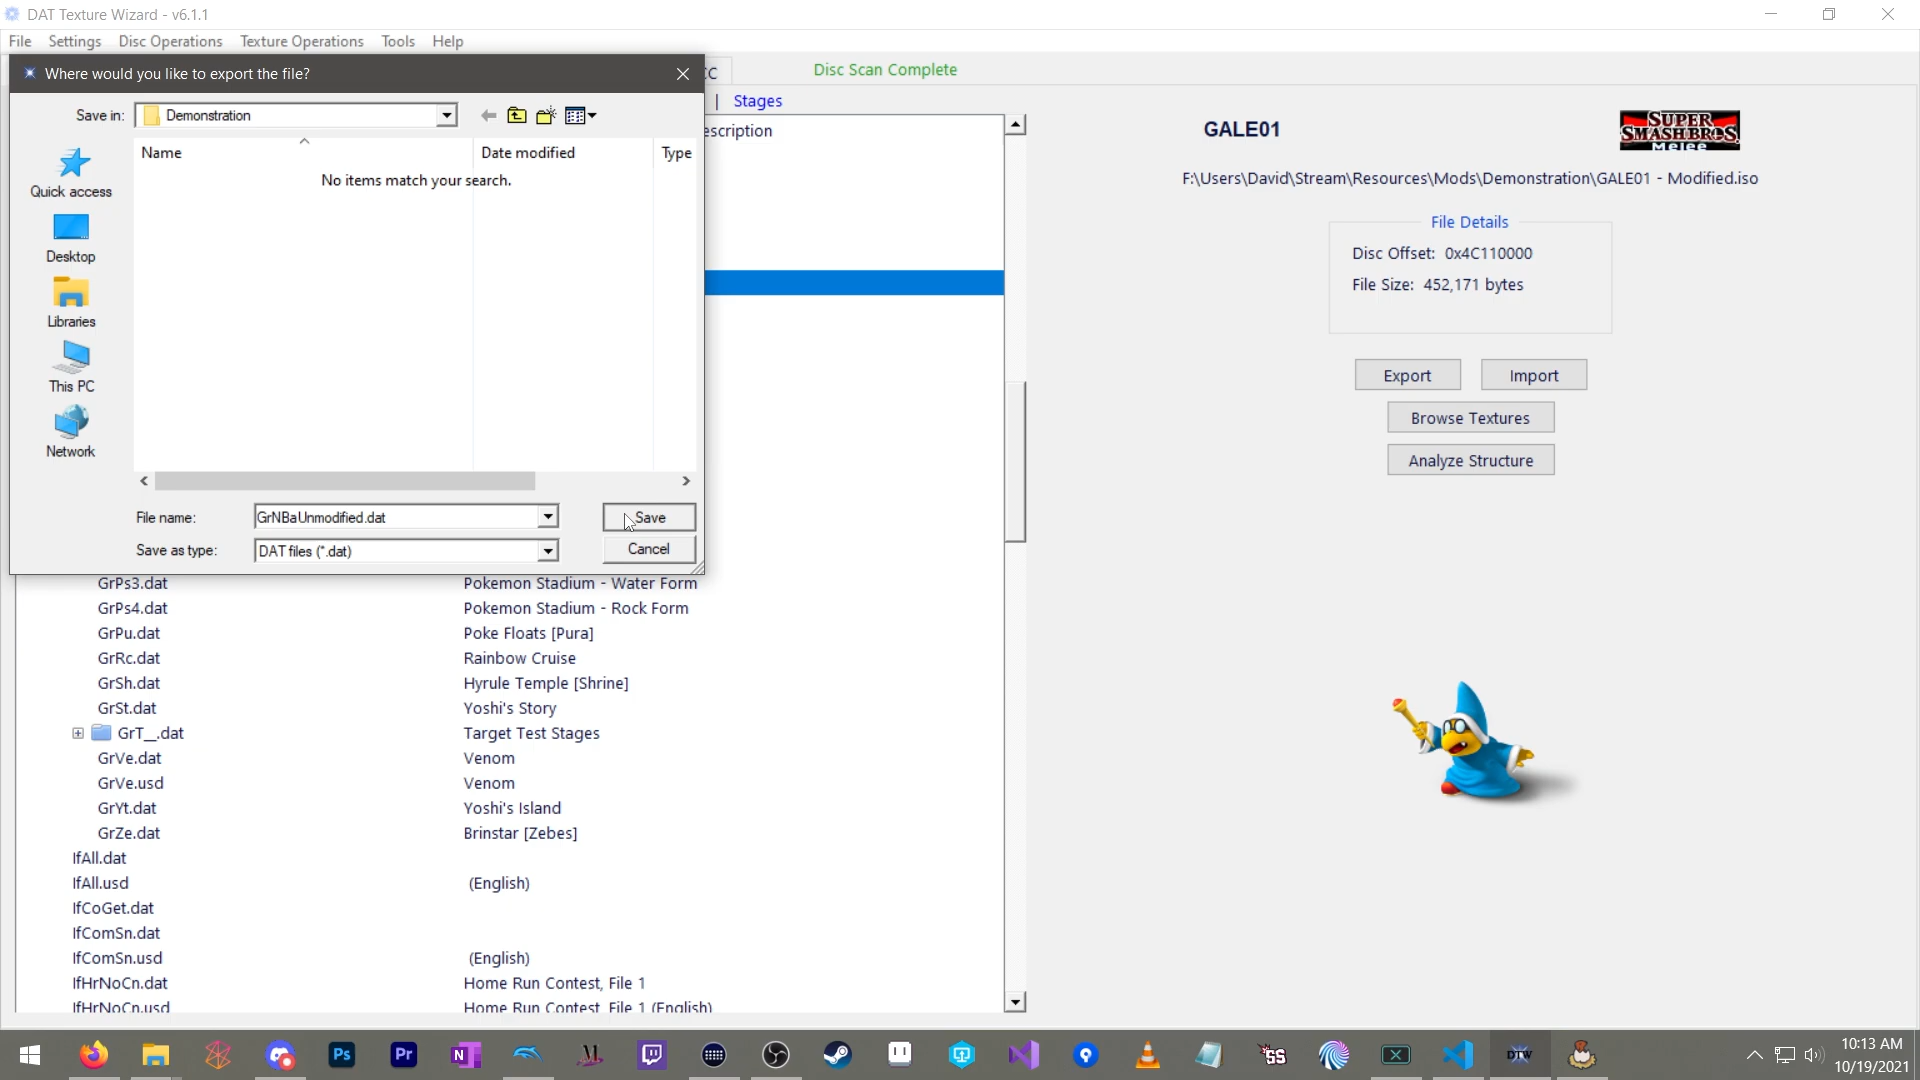 DAT Texture Wizard - v6.1.1
File Settings Disc Operations Texture Operations Tools Help
Where would you like to export the file?
Save in: Demonstration
Name Date modified Type
No items match your search.
Quick access
Desktop
Libraries
This PC
Network
File name: GrNBaUnmodified.dat Save
Save as type: DAT files (*.dat) Cancel
Disc Scan Complete
| Stages
escription
GrPs3.dat Pokemon Stadium - Water Form
GrPs4.dat Pokemon Stadium - Rock Form
GrPu.dat Poke Floats [Pura]
GrRc.dat Rainbow Cruise
GrSh.dat Hyrule Temple [Shrine]
GrSt.dat Yoshi's Story
GrT__.dat Target Test Stages
GrVe.dat Venom
GrVe.usd Venom
GrYt.dat Yoshi's Island
GrZe.dat Brinstar [Zebes]
IfAll.dat
IfAll.usd (English)
IfCoGet.dat
IfComSn.dat
IfComSn.usd (English)
IfHrNoCn.dat Home Run Contest, File 1
IfHrNoCn.usd Home Run Contest, File 1 (English)
GALE01
SUPER
SMASH BROS.
Melee
F:\Users\David\Stream\Resources\Mods\Demonstration\GALE01 - Modified.iso
File Details
Disc Offset: 0x4C110000
File Size: 452,171 bytes
Export Import
Browse Textures
Analyze Structure
Ps Pr N SS DTW
10:13 AM
10/19/2021